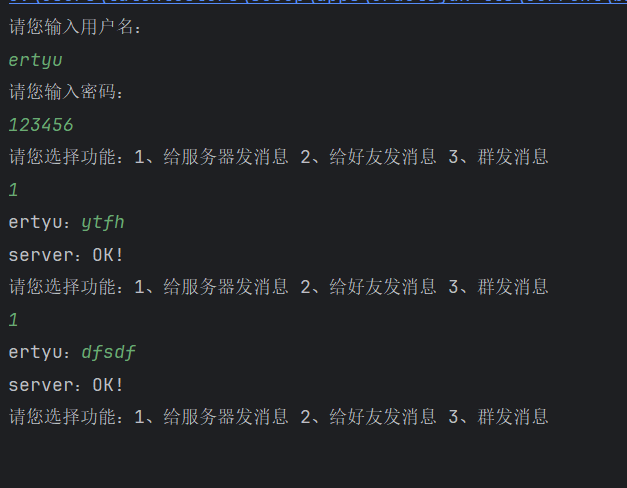 请您输入用户名：
ertyu
请您输入密码：
123456
请您选择功能：1、给服务器发消息 2、给好友发消息 3、群发消息
1
ertyu：ytfh
server：OK!
请您选择功能：1、给服务器发消息 2、给好友发消息 3、群发消息
1
ertyu：dfsdf
server：OK!
请您选择功能：1、给服务器发消息 2、给好友发消息 3、群发消息